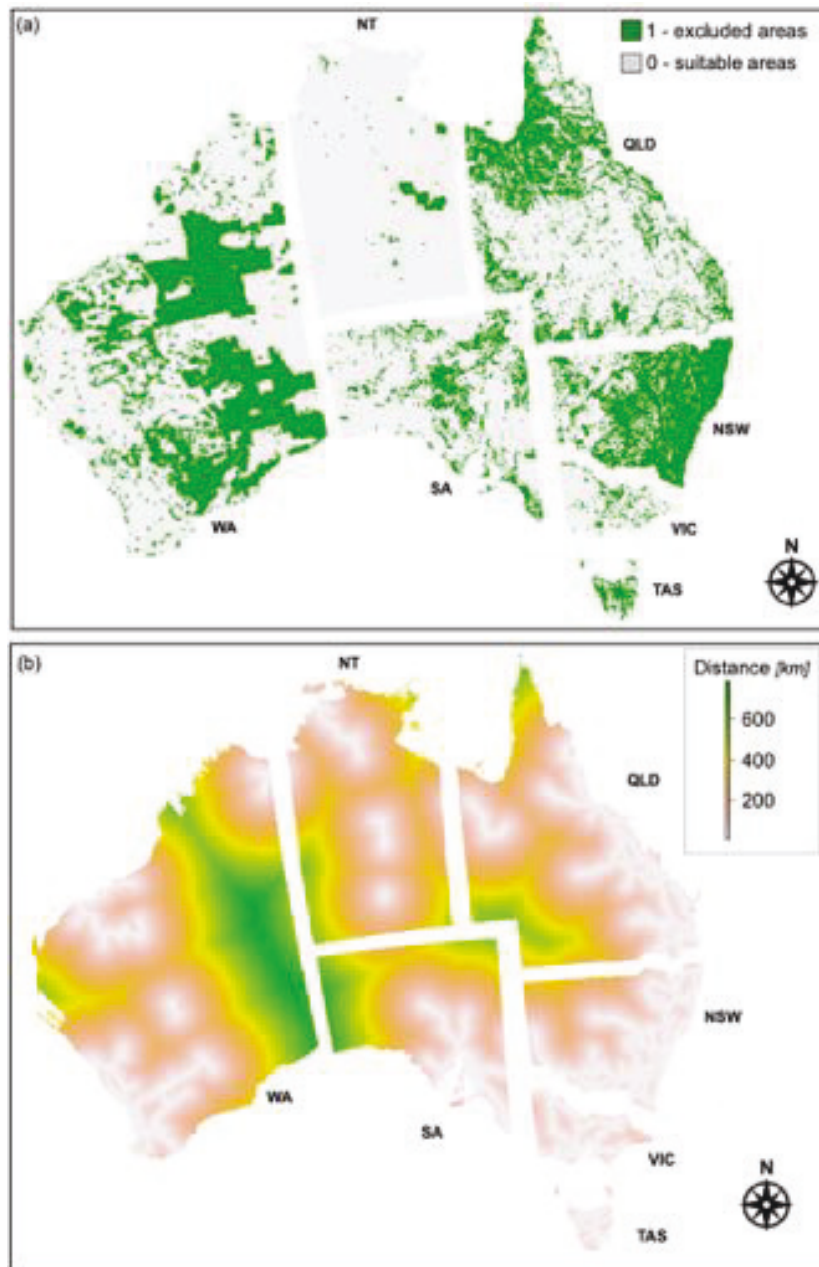 (a)
NT
1 - excluded areas
0 - suitable areas
QLD
NSW
SA
WA
VIC
N
TAS
(b)
NT
Distance [km]
600
400
200
QLD
NSW
WA
SA
VIC
N
TAS